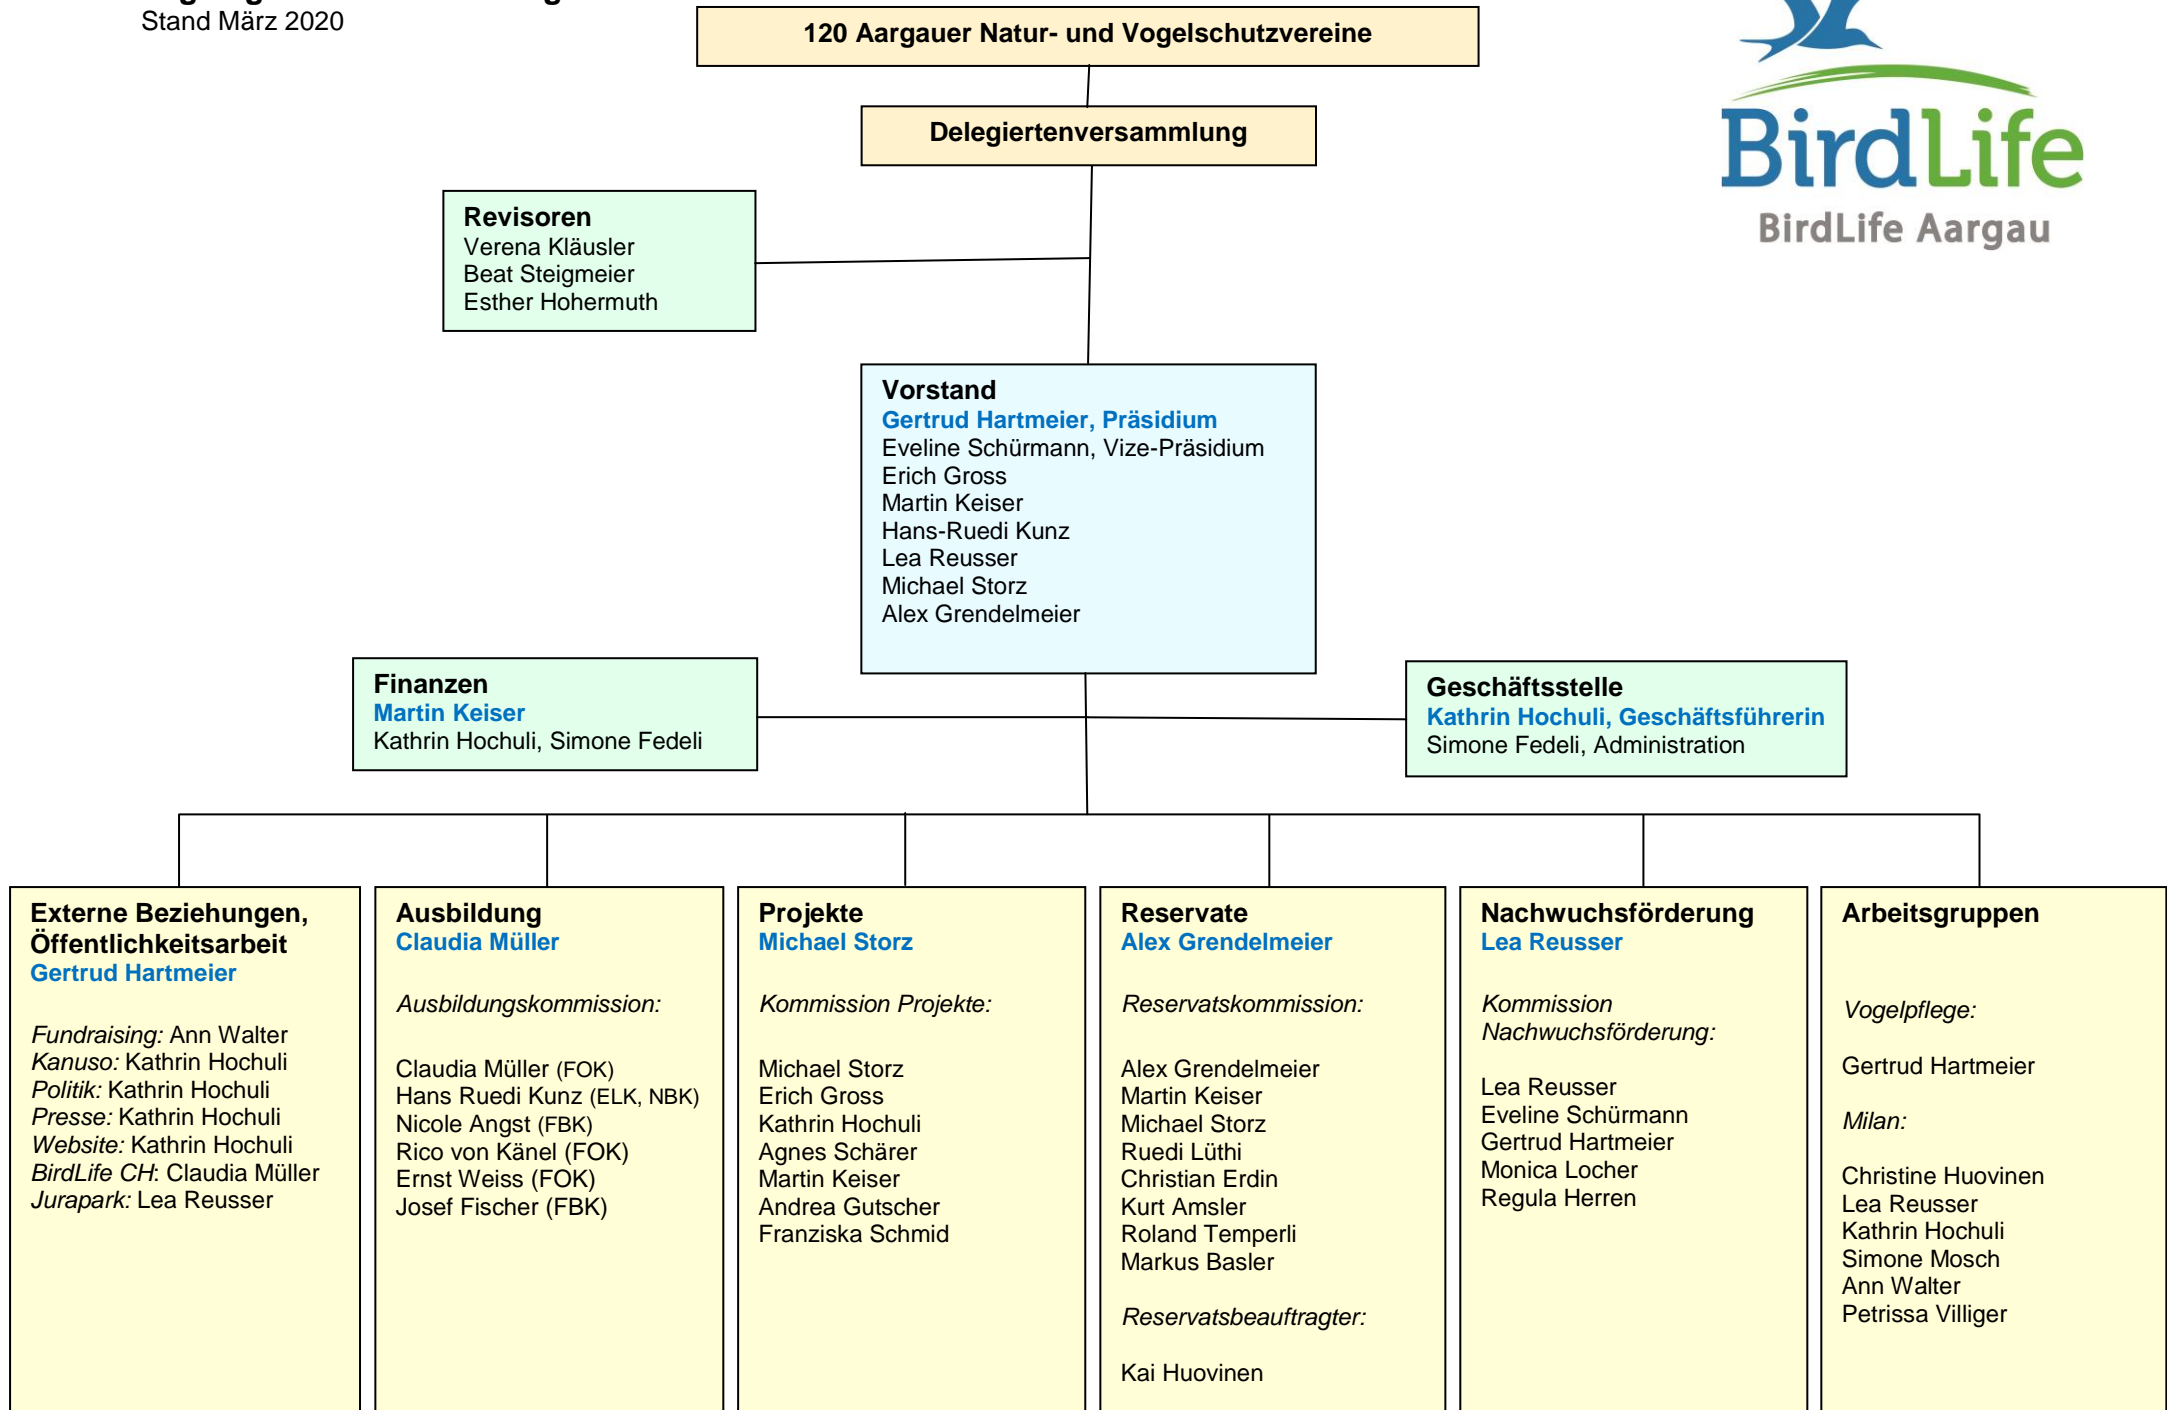 Stand März 2020
120 Aargauer Natur- und Vogelschutzvereine
BirdLife
BirdLife Aargau
Delegiertenversammlung
Revisoren
Verena Kläusler
Beat Steigmeier
Esther Hohermuth
Vorstand
Gertrud Hartmeier, Präsidium
Eveline Schürmann, Vize-Präsidium
Erich Gross
Martin Keiser
Hans-Ruedi Kunz
Lea Reusser
Michael Storz
Alex Grendelmeier
Finanzen
Martin Keiser
Kathrin Hochuli, Simone Fedeli
Geschäftsstelle
Kathrin Hochuli, Geschäftsführerin
Simone Fedeli, Administration
Externe Beziehungen,
Öffentlichkeitsarbeit
Gertrud Hartmeier
Fundraising: Ann Walter
Kanuso: Kathrin Hochuli
Politik: Kathrin Hochuli
Presse: Kathrin Hochuli
Website: Kathrin Hochuli
BirdLife CH: Claudia Müller
Jurapark: Lea Reusser
Ausbildung
Claudia Müller
Ausbildungskommission:
Claudia Müller (FOK)
Hans Ruedi Kunz (ELK, NBK)
Nicole Angst (FBK)
Rico von Känel (FOK)
Ernst Weiss (FOK)
Josef Fischer (FBK)
Projekte
Michael Storz
Kommission Projekte:
Michael Storz
Erich Gross
Kathrin Hochuli
Agnes Schärer
Martin Keiser
Andrea Gutscher
Franziska Schmid
Reservate
Alex Grendelmeier
Reservatskommission:
Alex Grendelmeier
Martin Keiser
Michael Storz
Ruedi Lüthi
Christian Erdin
Kurt Amsler
Roland Temperli
Markus Basler
Reservatsbeauftragter:
Kai Huovinen
Nachwuchsförderung
Lea Reusser
Kommission
Nachwuchsförderung:
Lea Reusser
Eveline Schürmann
Gertrud Hartmeier
Monica Locher
Regula Herren
Arbeitsgruppen
Vogelpflege:
Gertrud Hartmeier
Milan:
Christine Huovinen
Lea Reusser
Kathrin Hochuli
Simone Mosch
Ann Walter
Petrissa Villiger